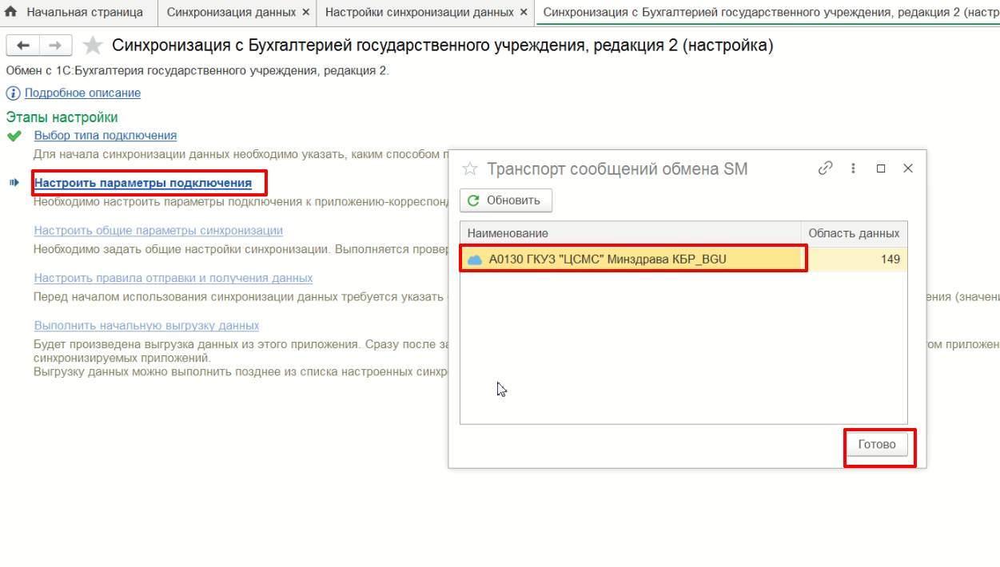 Начальная страница
Синхронизация данных ×
Настройки синхронизации данных ×
Синхронизация с Бухгалтерией государственного учреждения, редакция 2 (настр
Синхронизация с Бухгалтерией государственного учреждения, редакция 2 (настройка)
Обмен с 1С:Бухгалтерия государственного учреждения, редакция 2.
Подробное описание
Этапы настройки
Выбор типа подключения
Для начала синхронизации данных необходимо указать, каким способом п
Настроить параметры подключения
Необходимо настроить параметры подключения к приложению-корреспонд
Настроить общие параметры синхронизации
Необходимо задать общие настройки синхронизации. Выполняется провер
Настроить правила отправки и получения данных
Перед началом использования синхронизации данных требуется указать
ения (значени
Выполнить начальную выгрузку данных
Будет произведена выгрузка данных из этого приложения. Сразу после за
том приложен
синхронизируемых приложений.
Выгрузку данных можно выполнить позднее из списка настроенных синхро
Транспорт сообщений обмена SM
Обновить
Наименование
Область данных
А0130 ГКУЗ "ЦСМС" Минздрава КБР_BGU
149
Готово